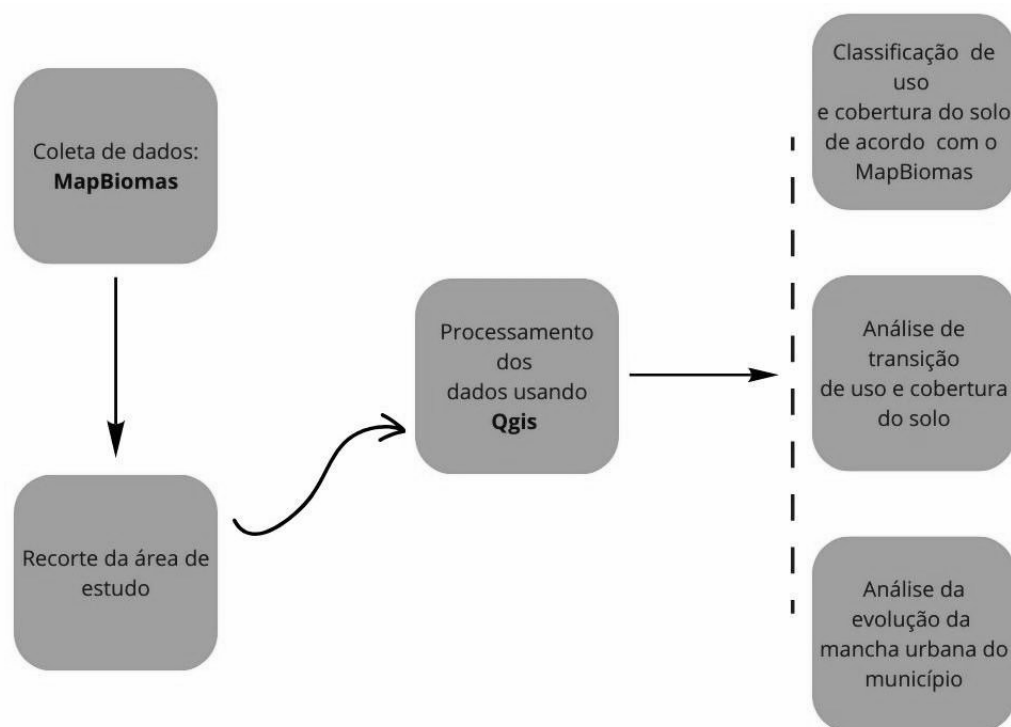 Coleta de dados:
MapBiomas
Recorte da área de
estudo
Processamento
dos
dados usando
Qgis
Classificação de
uso
e cobertura do solo
de acordo com o
MapBiomas
Análise de
transição
de uso e cobertura
do solo
Análise da
evolução da
mancha urbana do
município